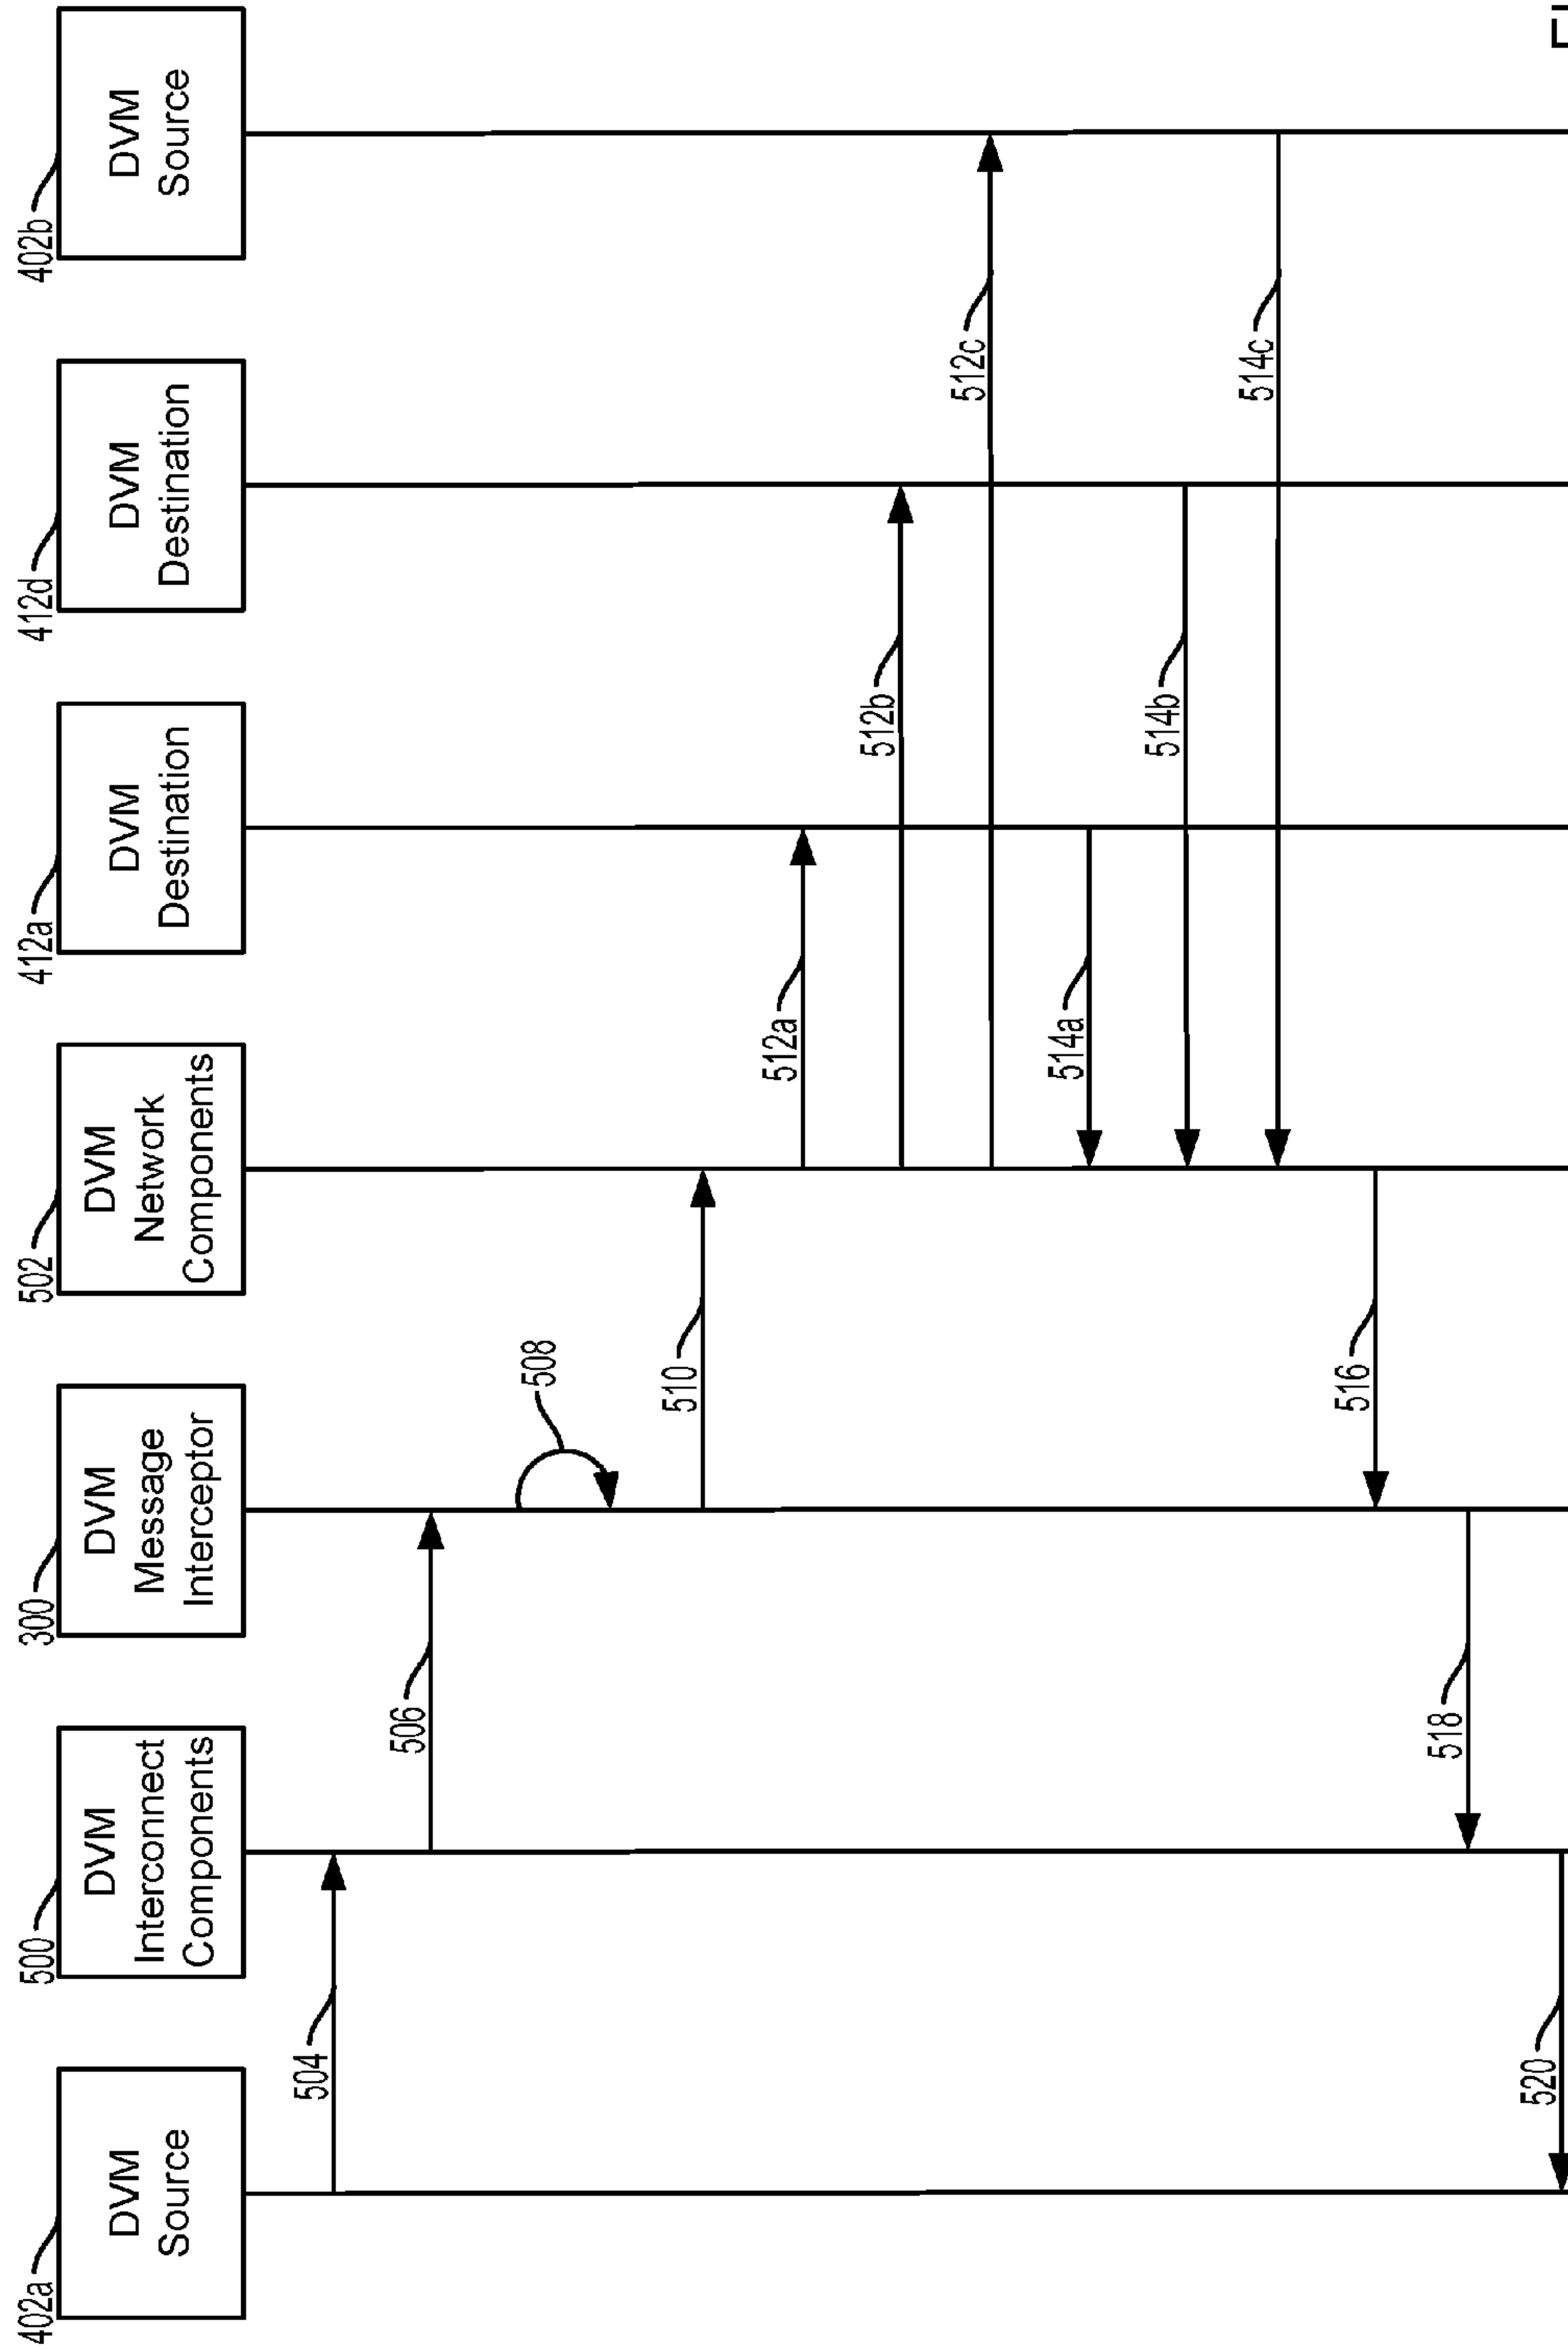 402a
DVM
Source
500
DVM
Interconnect
Components
300
DVM
Message
Interceptor
502
DVM
Network
Components
412a
DVM
Destination
412d
DVM
Destination
402b
DVM
Source
504
506
508
510
512a
512b
512c
514a
514b
514c
516
518
520